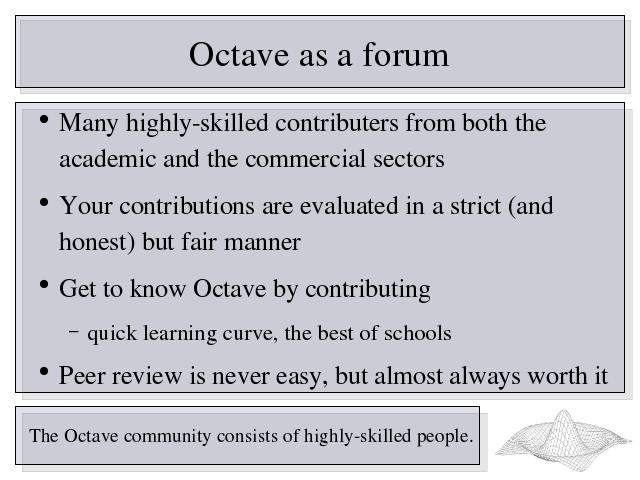 Octave as a forum
• Many highly-skilled contributers from both the
academic and the commercial sectors
• Your contributions are evaluated in a strict (and
honest) but fair manner
• Get to know Octave by contributing
– quick learning curve, the best of schools
• Peer review is never easy, but almost always worth it
The Octave community consists of highly-skilled people.